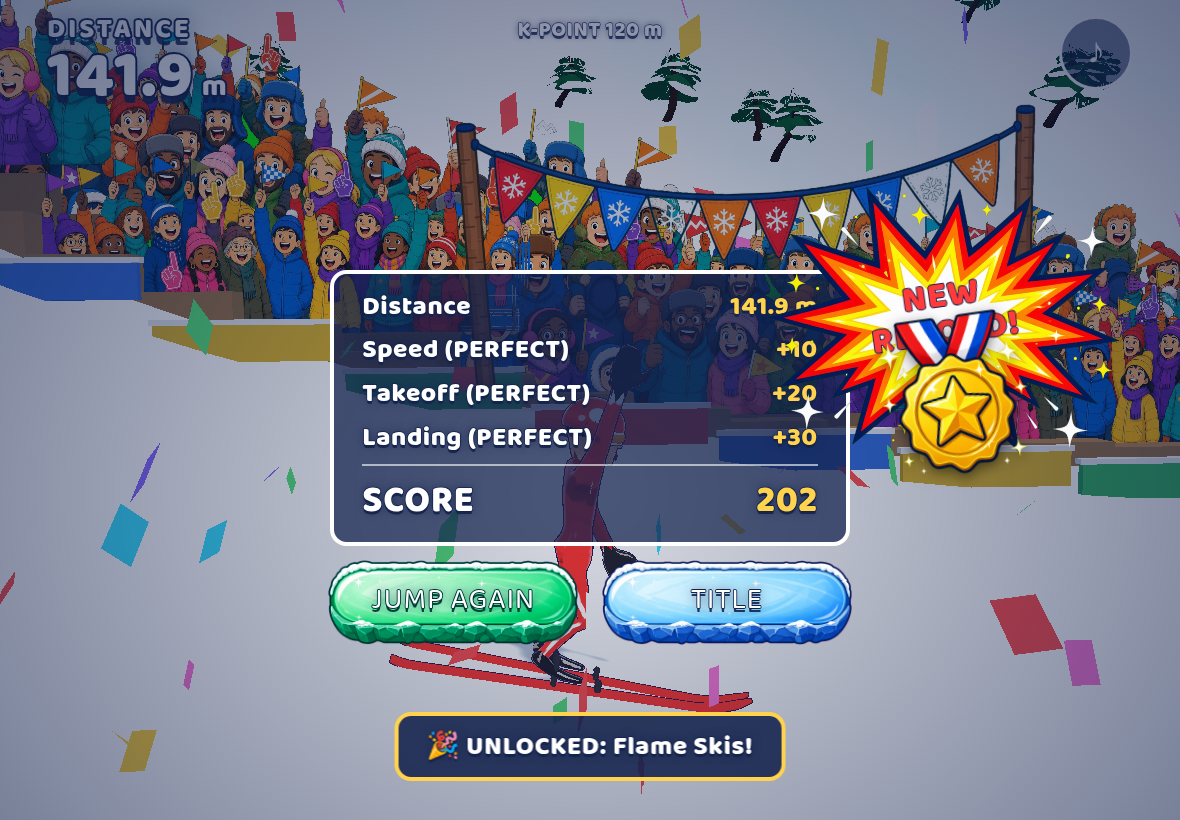 DISTANCE
141.9 m
K-POINT 120 m
Distance 141.9 m
Speed (PERFECT) +10
Takeoff (PERFECT) +20
Landing (PERFECT) +30
SCORE 202
NEW
JUMP AGAIN
TITLE
UNLOCKED: Flame Skis!